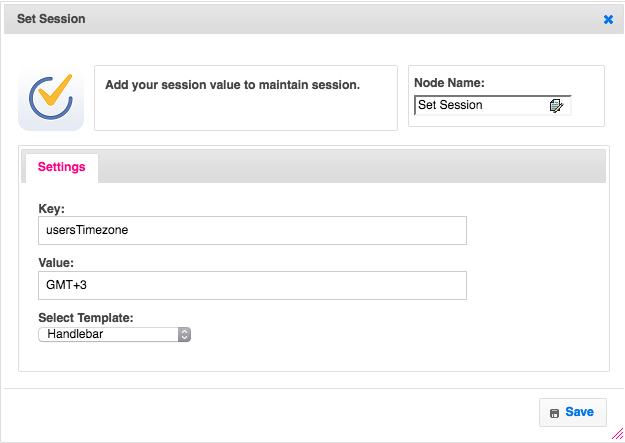 Set Session
Add your session value to maintain session.
Node Name:
Set Session
Settings
Key:
usersTimezone
Value:
GMT+3
Select Template:
Handlebar
Save